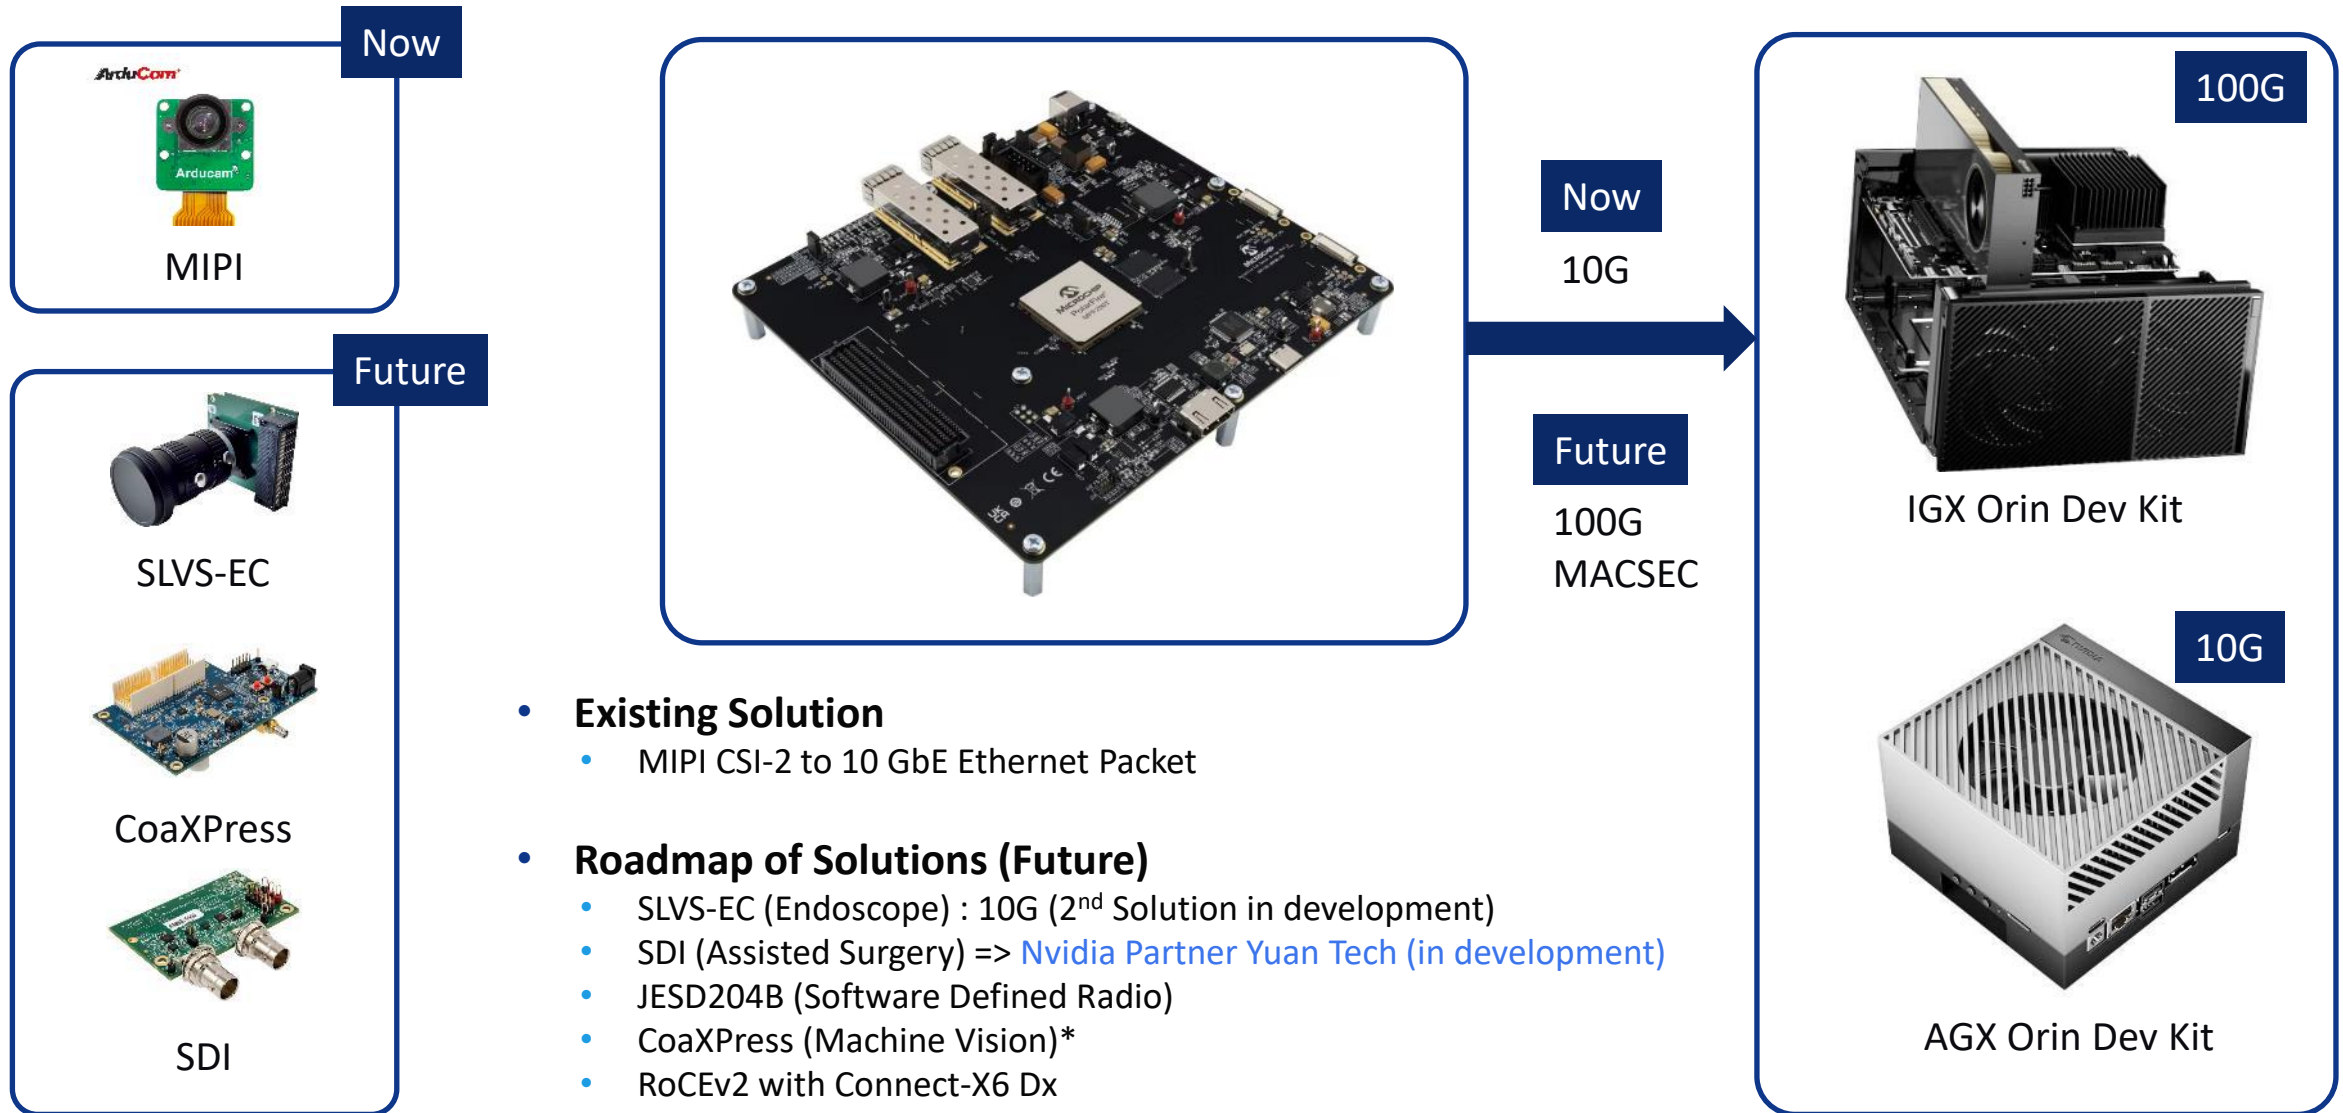 Now
ArduCam
Arducam
MIPI
Future
SLVS-EC
CoaXPress
SDI
MICROCHIP
PolarFire
Now
10G
Future
100G
MACSEC
100G
IGX Orin Dev Kit
10G
NVIDIA
AGX Orin Dev Kit
• Existing Solution
• MIPI CSI-2 to 10 GbE Ethernet Packet
• Roadmap of Solutions (Future)
• SLVS-EC (Endoscope) : 10G (2nd Solution in development)
• SDI (Assisted Surgery) => Nvidia Partner Yuan Tech (in development)
• JESD204B (Software Defined Radio)
• CoaXPress (Machine Vision)*
• RoCEv2 with Connect-X6 Dx